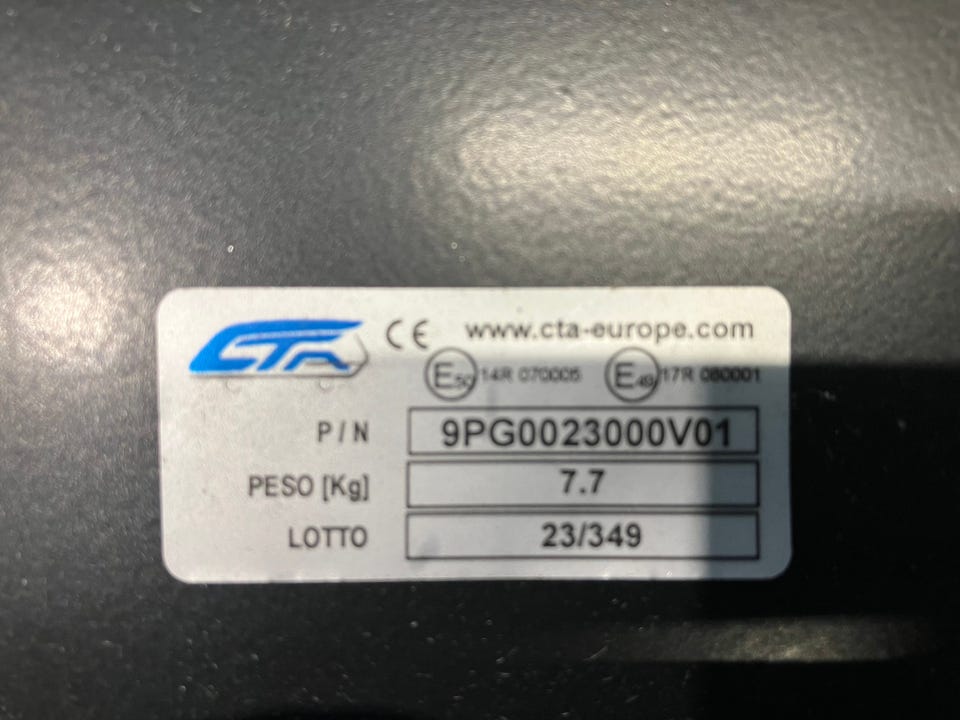 CTA CE www.cta-europe.com
E50 14R 070005 E49 17R 080001
P/N 9PG0023000V01
PESO [Kg] 7.7
LOTTO 23/349